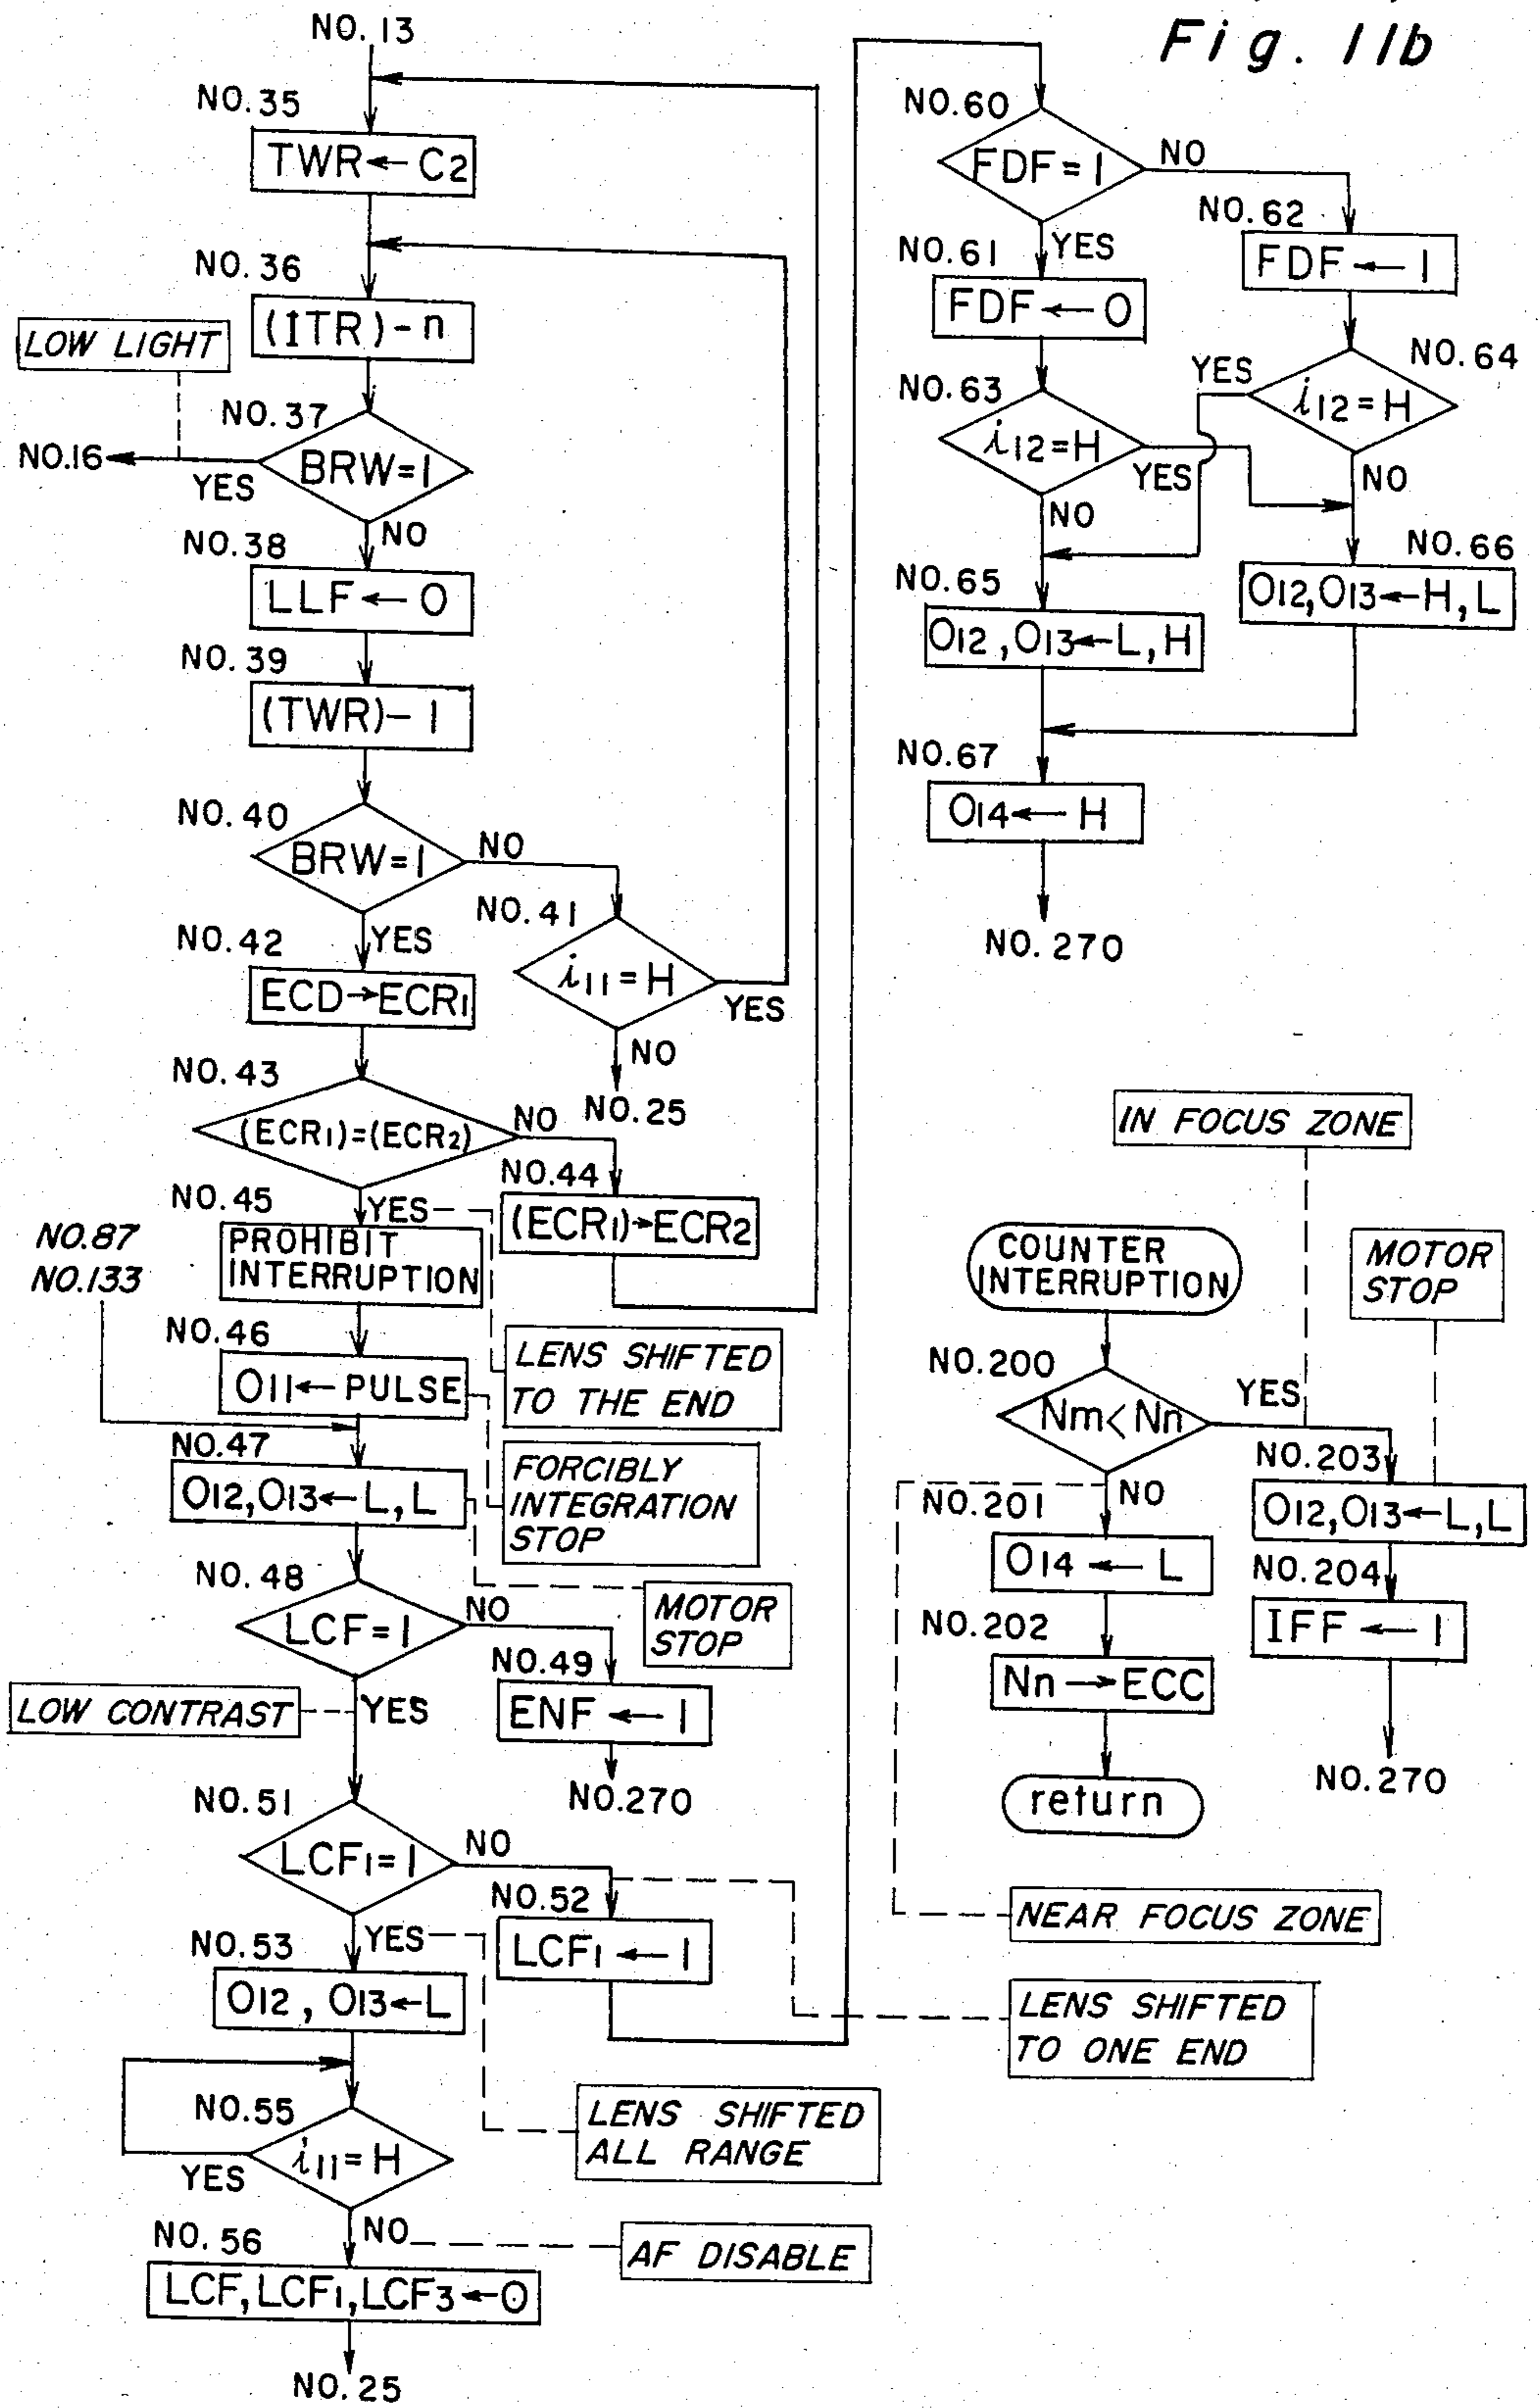 Fig. 11b
NO. 13
NO.35
TWR ← C2
NO.36
(ITR)-n
LOW LIGHT
NO.37
BRW=1
NO.16
YES
NO
NO.38
LLF ← 0
NO.39
(TWR)-1
NO.40
BRW=1
NO
YES
NO.41
i11=H
YES
NO
NO.25
NO.42
ECD→ECR1
NO.43
(ECR1)=(ECR2)
NO
YES
NO.44
(ECR1)→ECR2
NO.45
PROHIBIT
INTERRUPTION
NO.87
NO.133
LENS SHIFTED
TO THE END
NO.46
O11←PULSE
FORCIBLY
INTEGRATION
STOP
NO.47
O12,O13←L,L
MOTOR
STOP
NO.48
LCF=1
NO
YES
LOW CONTRAST
NO.49
ENF ← 1
NO.270
NO.51
LCF1=1
NO
YES
NO.52
LCF1 ← 1
LENS SHIFTED
TO ONE END
NO.53
O12, O13←L
LENS SHIFTED
ALL RANGE
NO.55
i11=H
YES
NO
AF DISABLE
NO.56
LCF,LCF1,LCF3←0
NO.25
NO.60
FDF=1
NO
YES
NO.61
FDF ← 0
NO.62
FDF ← 1
NO.63
i12=H
YES
NO
NO.64
i12=H
YES
NO
NO.65
O12,O13←L,H
NO.66
O12,O13←H,L
NO.67
O14← H
NO.270
IN FOCUS ZONE
COUNTER
INTERRUPTION
MOTOR
STOP
NO.200
Nm<Nn
YES
NO
NO.201
O14 ← L
NO.202
Nn→ECC
return
NO.203
O12,O13←L,L
NO.204
IFF ← 1
NO.270
NEAR FOCUS ZONE